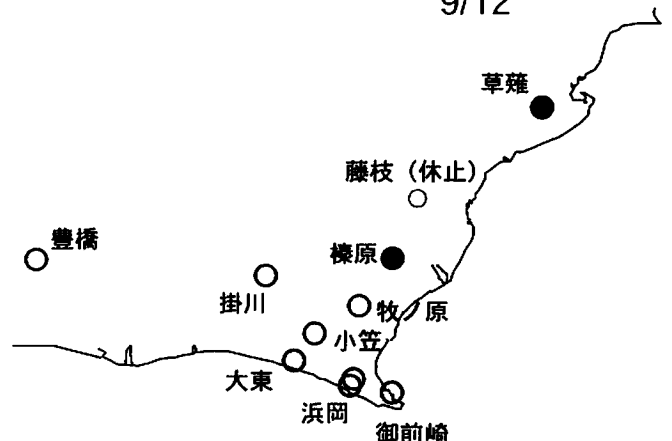 9/12
草薙
藤枝（休止）
豊橋
榛原
掛川
牧ノ原
小笠
大東
浜岡
御前崎